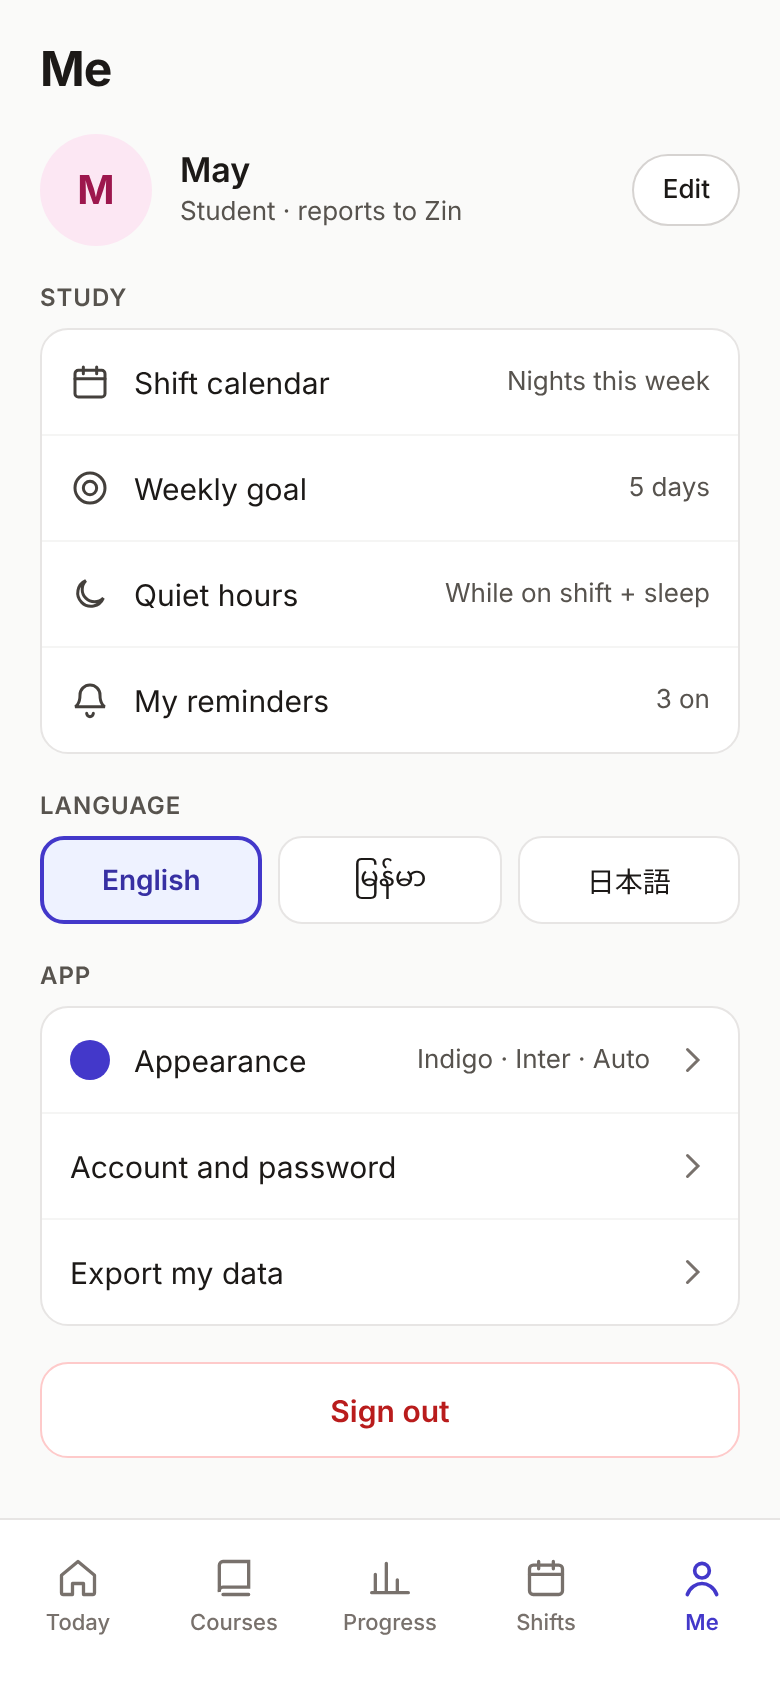 Me
M
May
Student · reports to Zin
Edit
STUDY
Shift calendar
Nights this week
Weekly goal
5 days
Quiet hours
While on shift + sleep
My reminders
3 on
LANGUAGE
English
မြန်မာ
日本語
APP
Appearance
Indigo · Inter · Auto
Account and password
Export my data
Sign out
Today
Courses
Progress
Shifts
Me